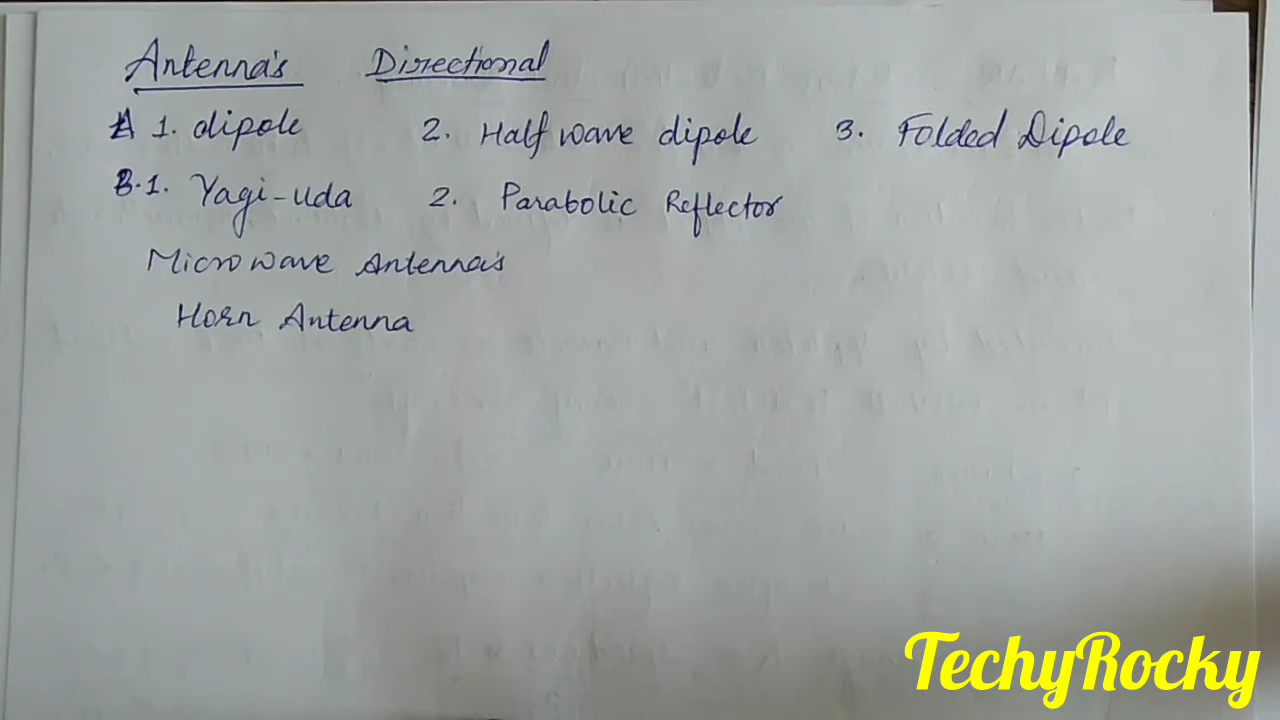 Antenna's Directional
A 1. dipole 2. Half wave dipole 3. Folded Dipole
B.1. Yagi-Uda 2. Parabolic Reflector
Microwave Antenna's
Horn Antenna
TechyRocky